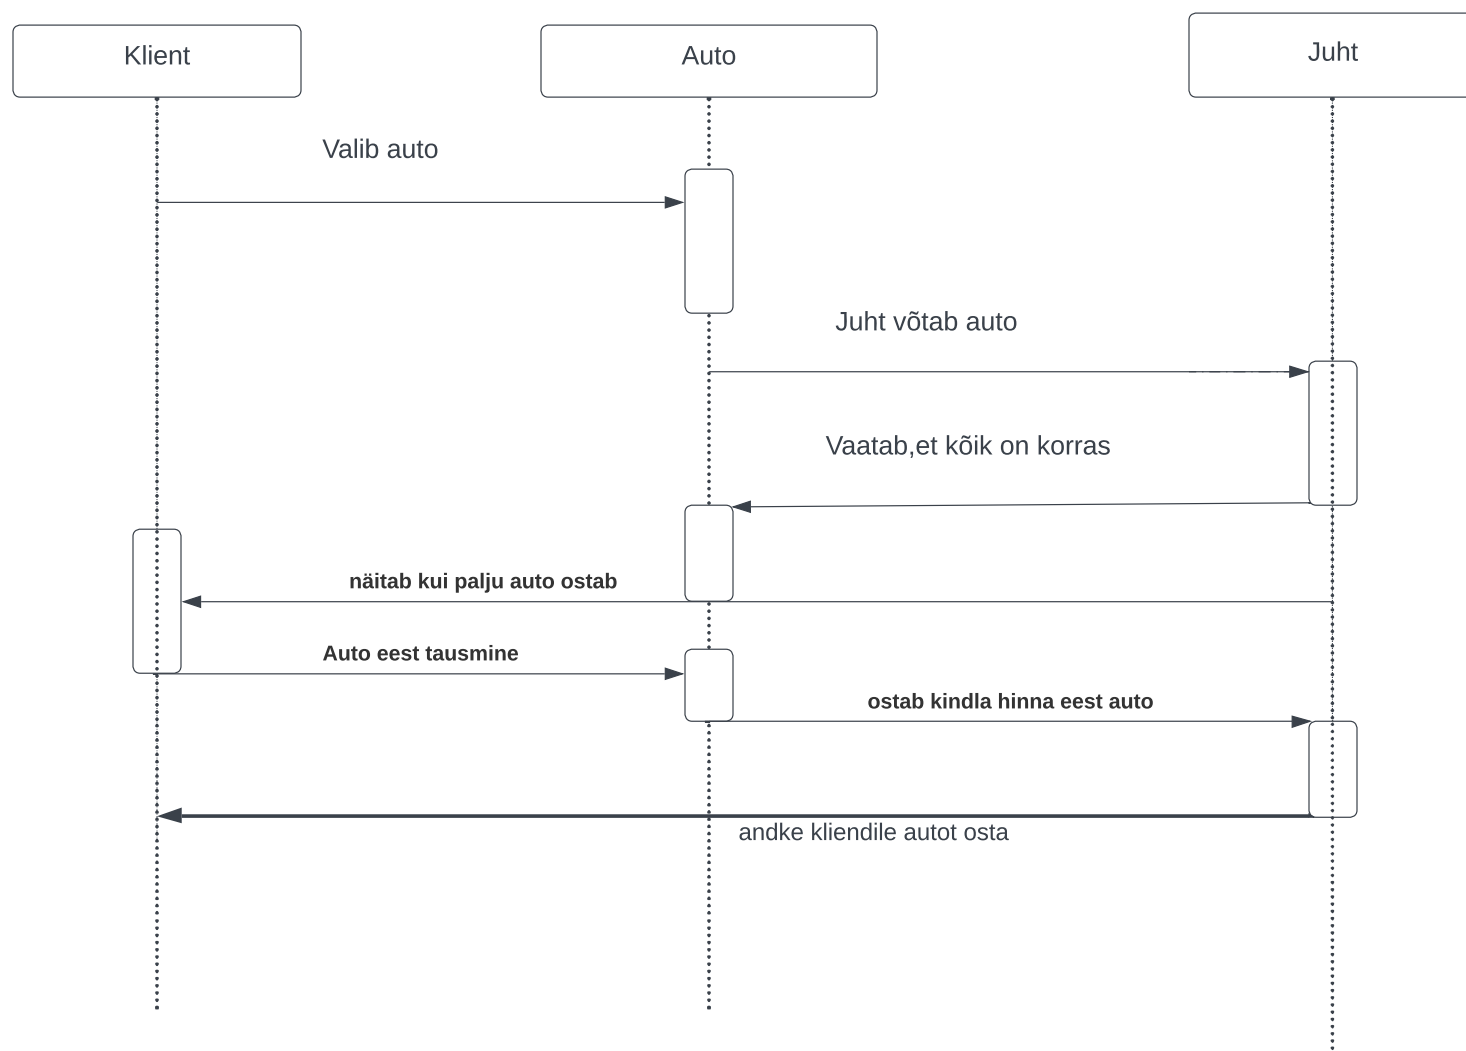 Klient
Auto
Juht
Valib auto
Juht võtab auto
Vaatab,et kõik on korras
näitab kui palju auto ostab
Auto eest tausmine
ostab kindla hinna eest auto
andke kliendile autot osta